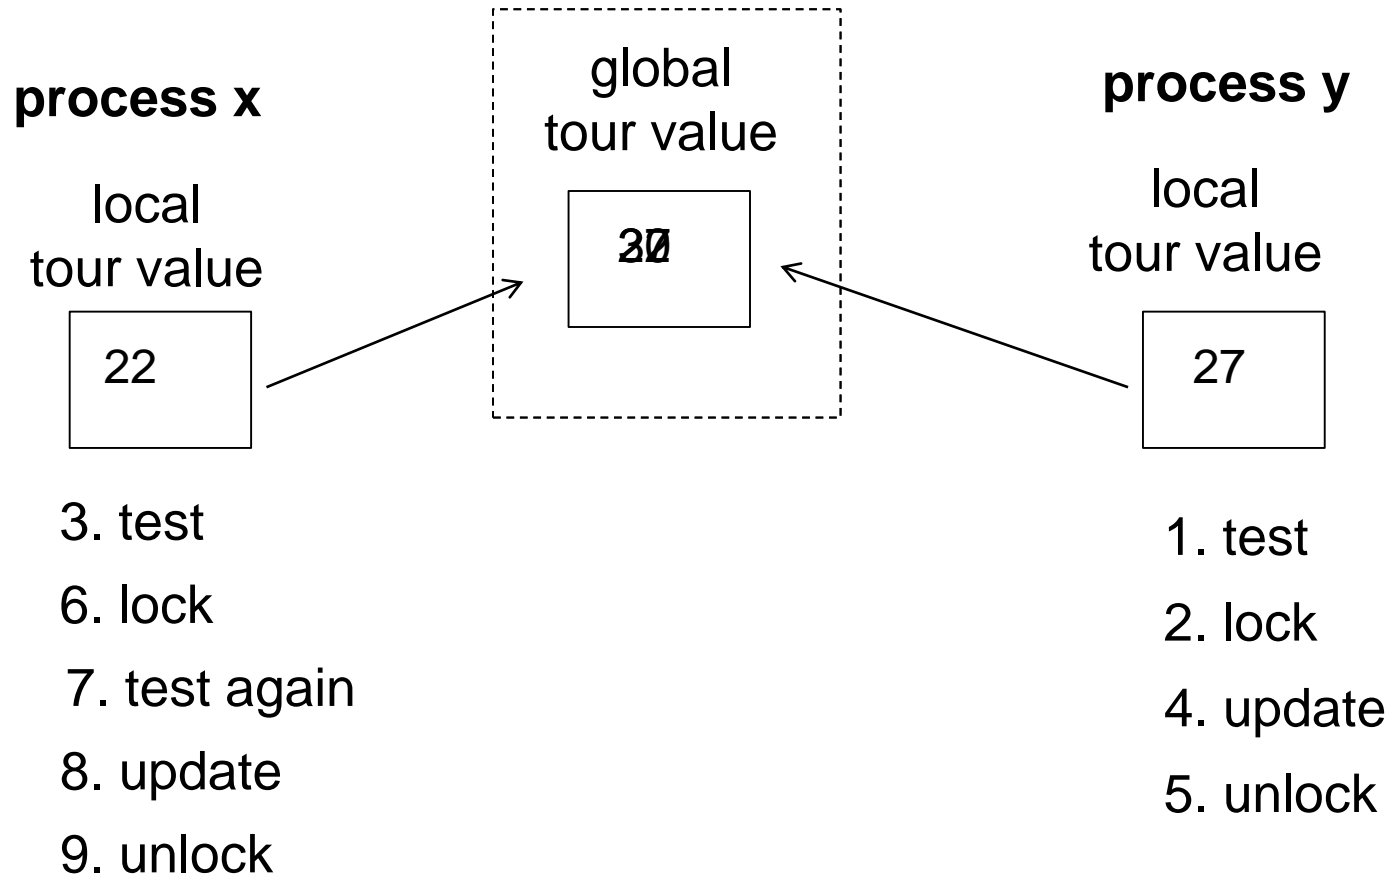 process x
local
tour value
22
3. test
6. lock
7. test again
8. update
9. unlock
global
tour value
process y
local
tour value
27
1. test
2. lock
4. update
5. unlock